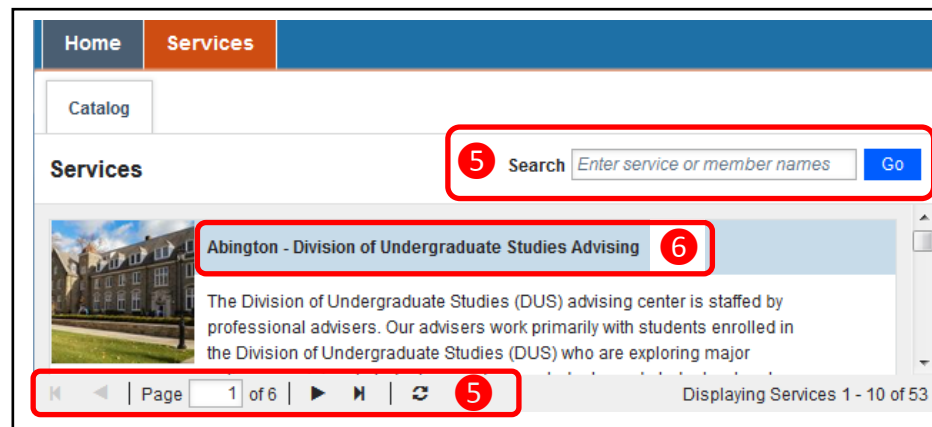 Home Services
Catalog
Services 5 Search Enter service or member names Go
Abington - Division of Undergraduate Studies Advising 6
The Division of Undergraduate Studies (DUS) advising center is staffed by
professional advisers. Our advisers work primarily with students enrolled in
the Division of Undergraduate Studies (DUS) who are exploring major
Page 1 of 6 5 Displaying Services 1 - 10 of 53